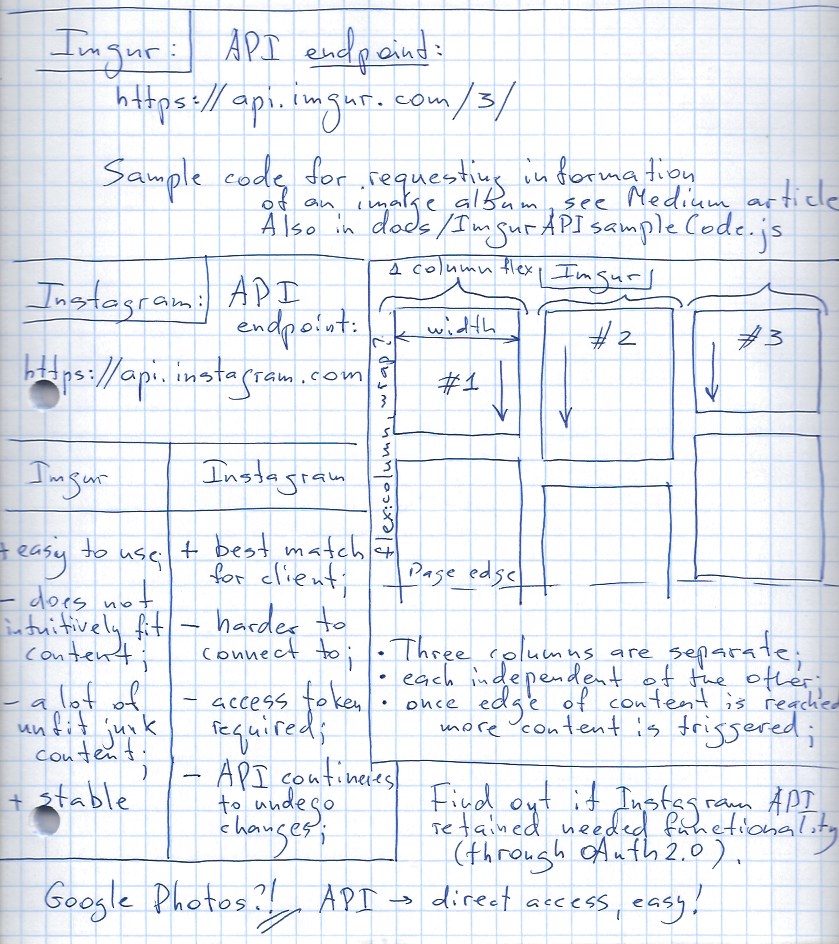 Imgur: API endpoint:
https://api.imgur.com/3/
Sample code for requesting information
of an imatge album, see Medium article
Also in docs/ImgurAPIsampleCode.js
Instagram: API
endpoint:
https://api.instagram.com
Imgur
Instagram
+ easy to use;
- does not
intuitively fit
content;
- a lot of
unfit junk
content;
+ stable
+ best match
for client;
- harder to
connect to;
- access token
required;
- API continues
to undego
changes;
1 column flex
Imgur
width
#1
#2
#3
flex: columns
Page edge
• Three columns are separate;
• each independent of the other;
• once edge of content is reached
more content is triggered;
Find out if Instagram API
retained needed functionality
(through OAuth2.0).
Google Photos?! API → direct access, easy!